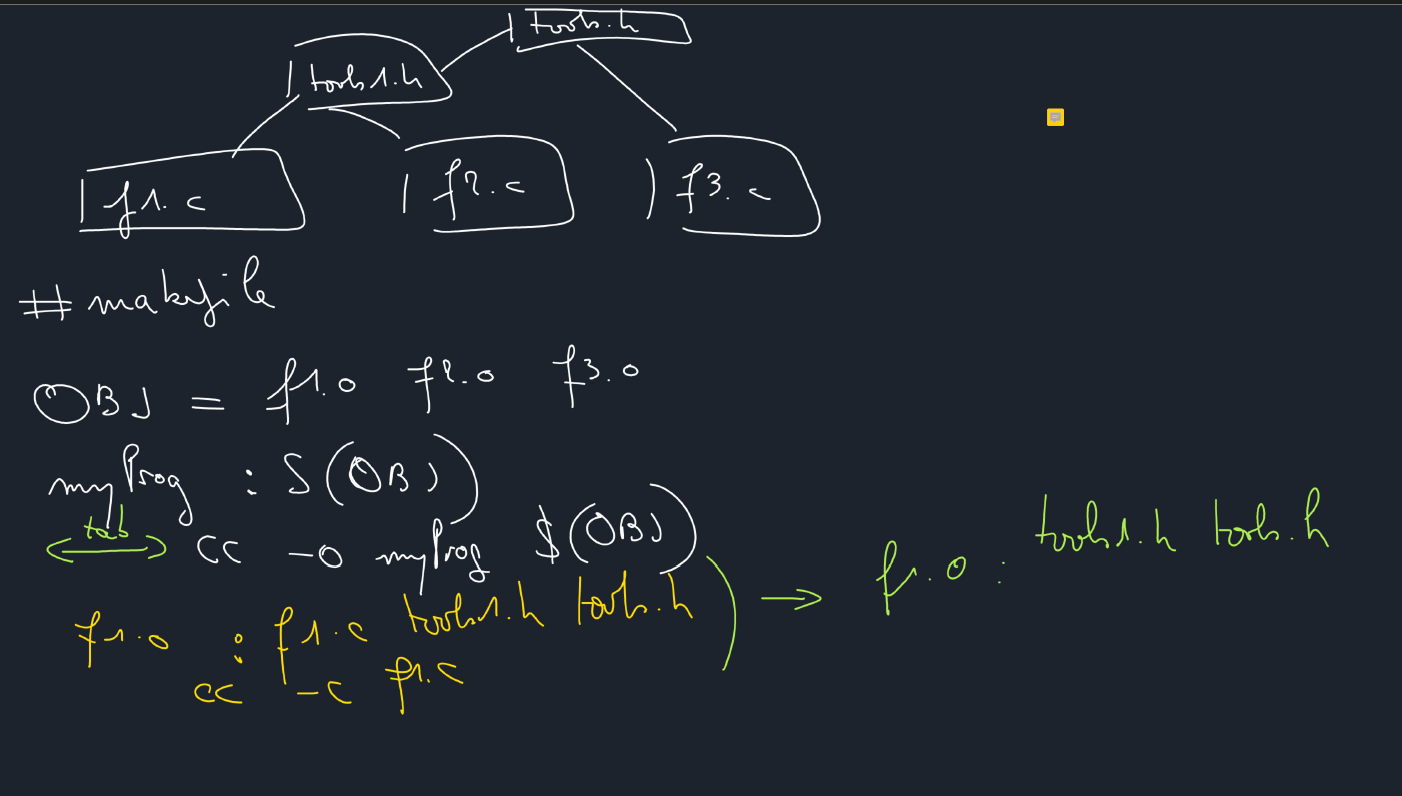 tools.h
tools1.h
f1.c f2.c f3.c
# makefile
OBJ = f1.o f2.o f3.o
myProg : $(OBJ)
tab
cc -o myProg $(OBJ)
f1.o : f1.c tools1.h tools.h → f1.o : tools1.h tools.h
cc -c f1.c